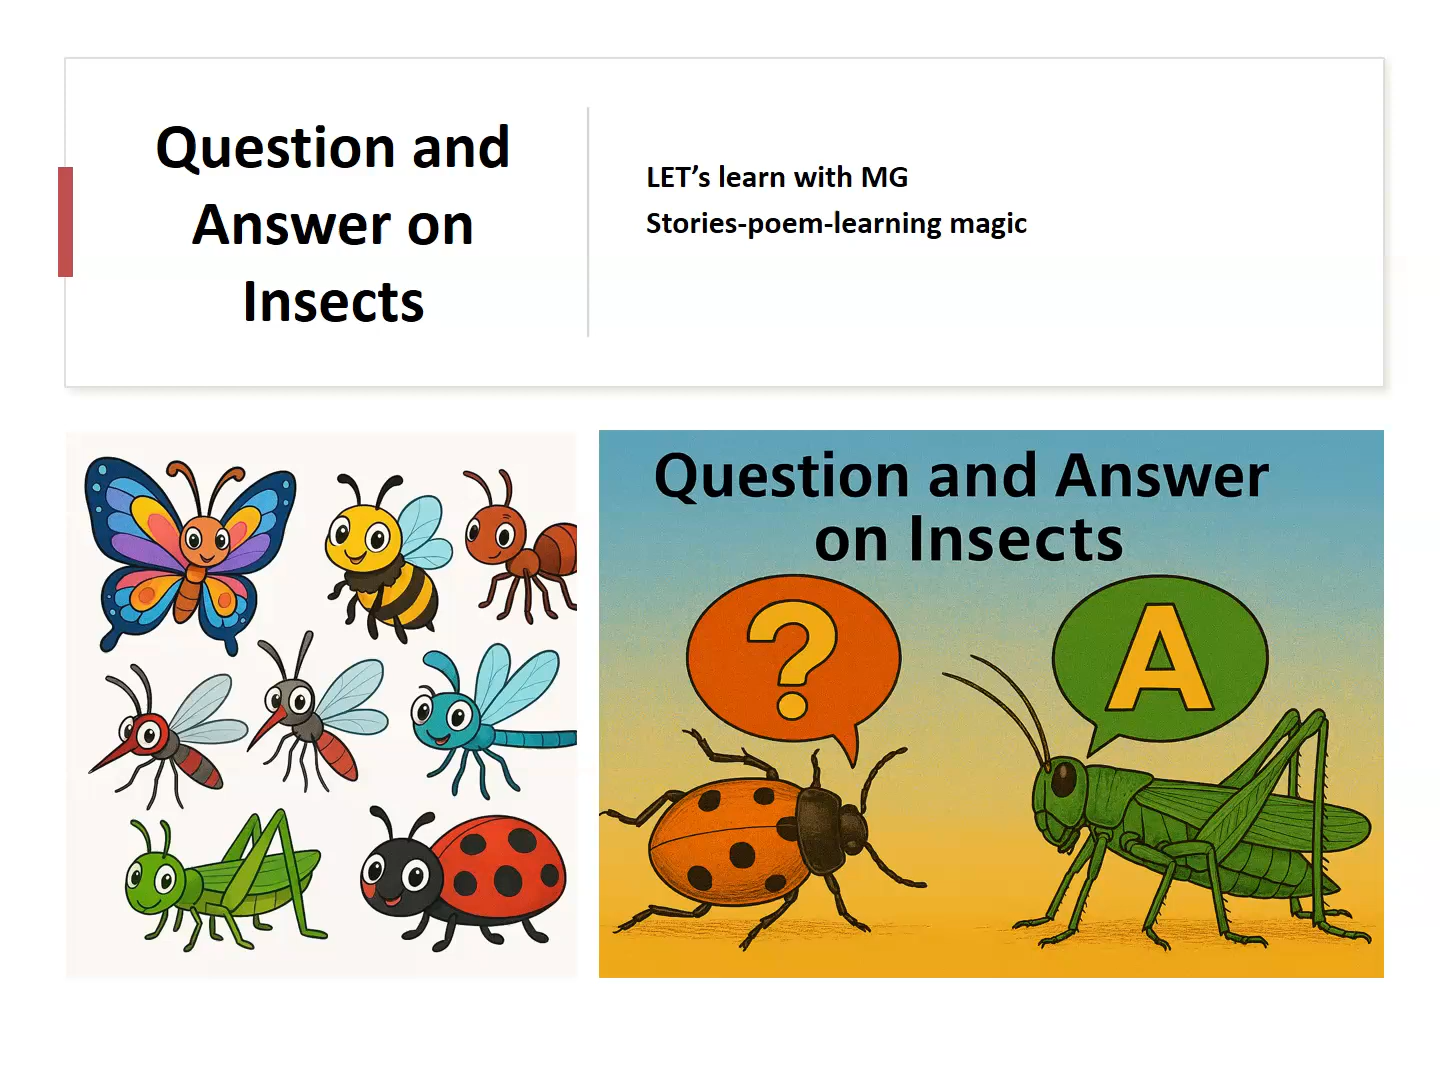 Question and
Answer on
Insects
LET’s learn with MG
Stories-poem-learning magic
Question and Answer
on Insects
?
A